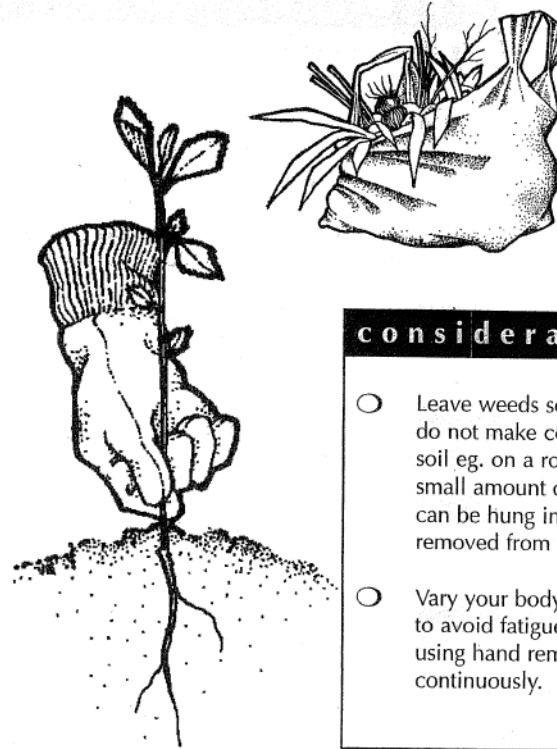 considera
Leave weeds so
do not make co
soil eg. on a ro
small amount o
can be hung in
removed from
Vary your body
to avoid fatigue
using hand rem
continuously.